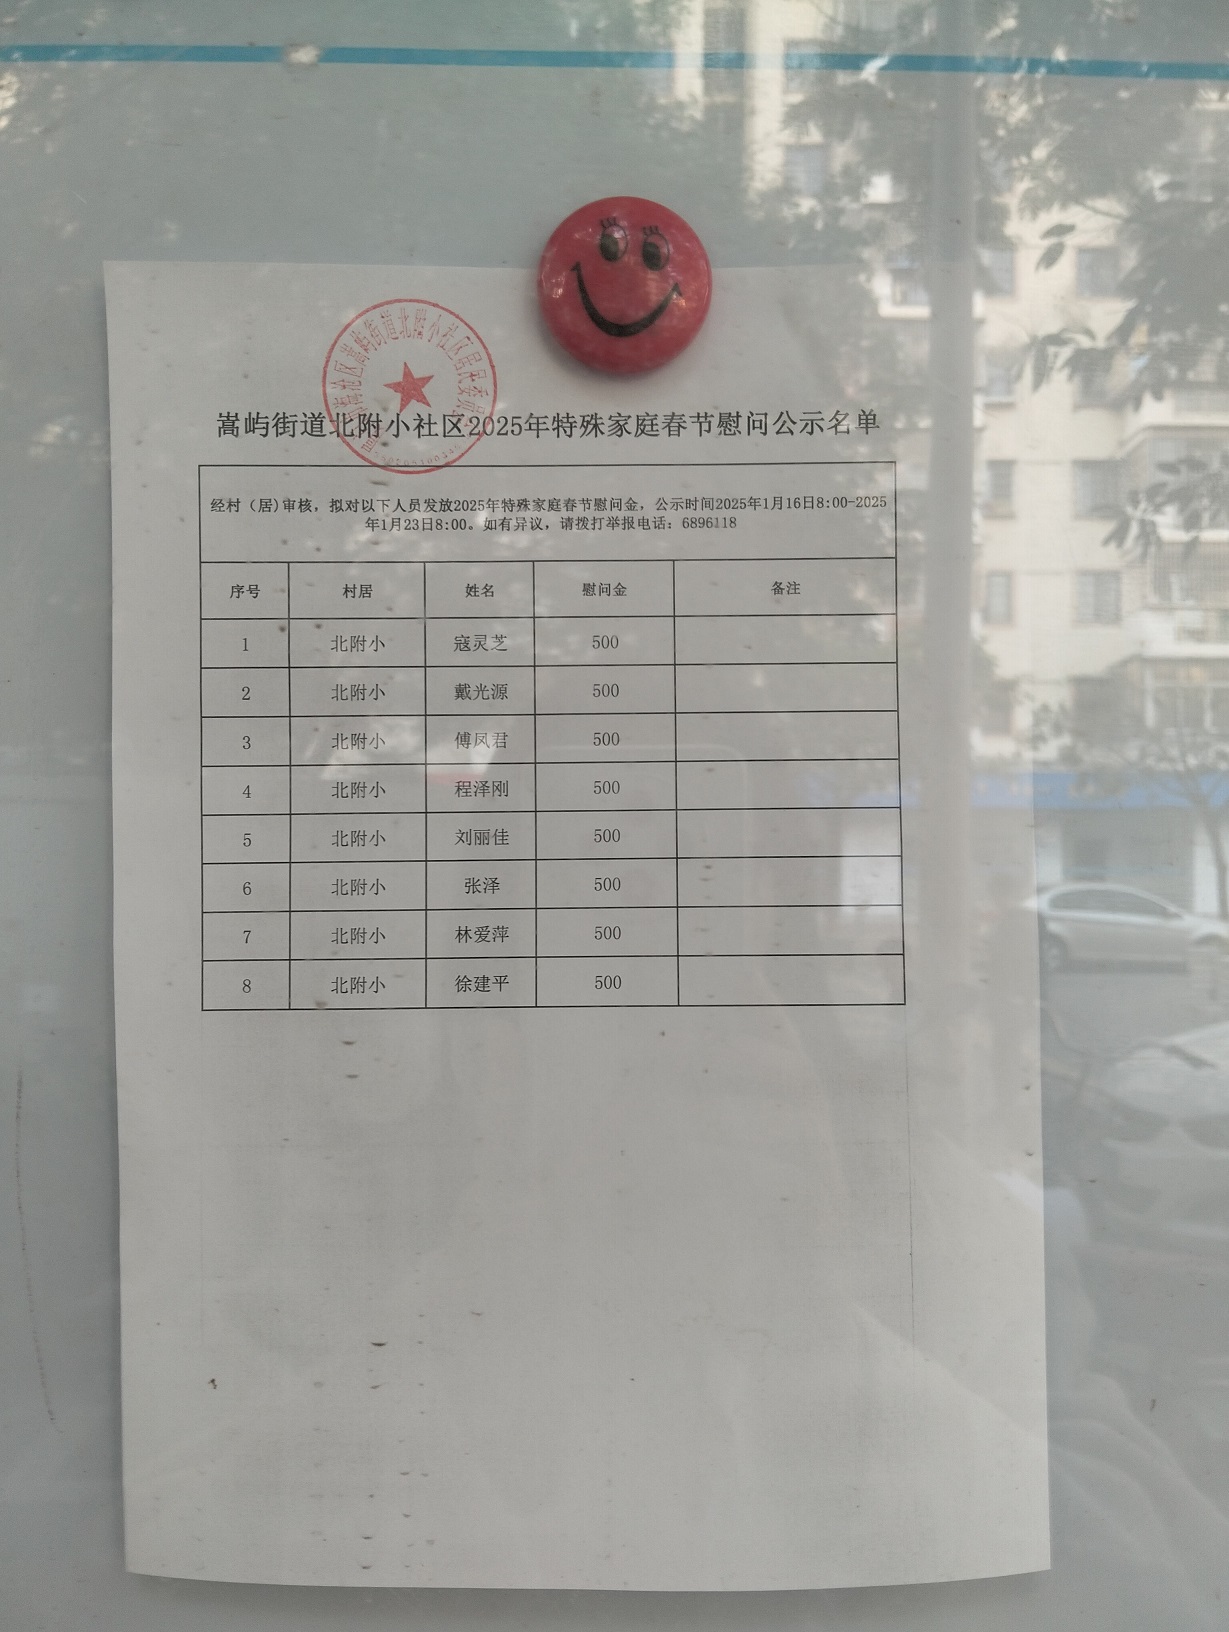 嵩屿街道北附小社区2025年特殊家庭春节慰问公示名单
经村（居)审核，拟对以下人员发放2025年特殊家庭春节慰问金，公示时间2025年1月16日8:00-2025
年1月23日8:00。如有异议，请拨打举报电话：6896118
序号 村居 姓名 慰问金 备注
1 北附小 寇灵芝 500
2 北附小 戴光源 500
3 北附小 傅凤君 500
4 北附小 程泽刚 500
5 北附小 刘丽佳 500
6 北附小 张泽 500
7 北附小 林爱萍 500
8 北附小 徐建平 500